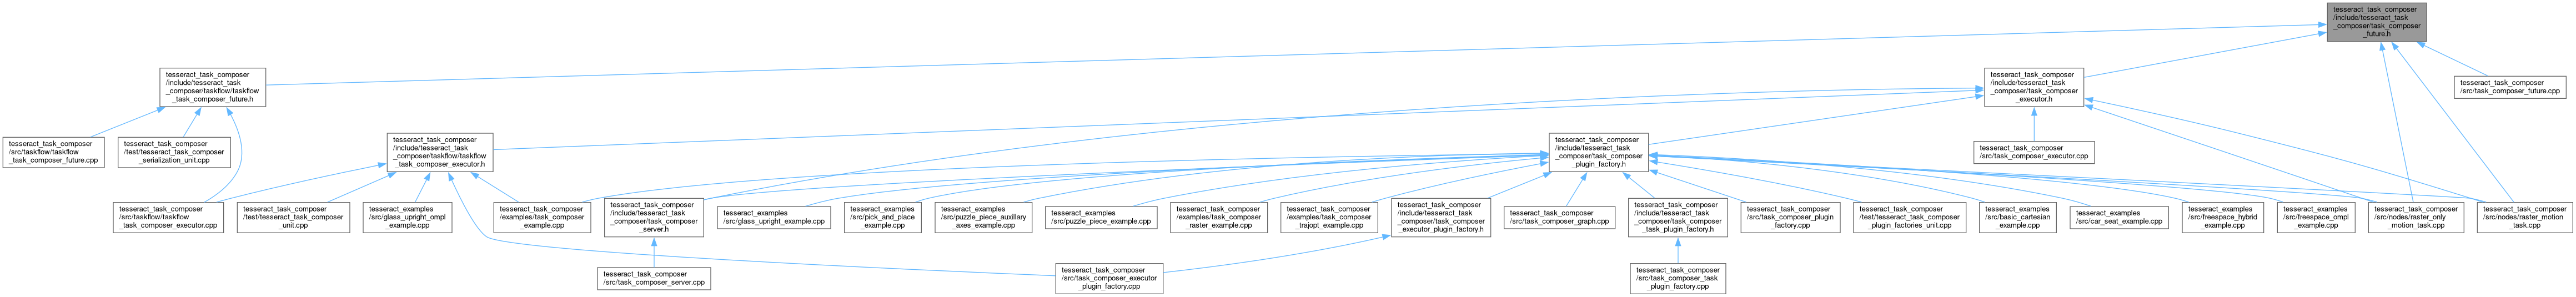 tesseract_task_composer
/include/tesseract_task
_composer/task_composer
_future.h
tesseract_task_composer
/include/tesseract_task
_composer/taskflow/taskflow
_task_composer_future.h
tesseract_task_composer
/include/tesseract_task
_composer/task_composer
_executor.h
tesseract_task_composer
/src/task_composer_future.cpp
tesseract_task_composer
/src/taskflow/taskflow
_task_composer_future.cpp
tesseract_task_composer
/test/tesseract_task_composer
_serialization_unit.cpp
tesseract_task_composer
/include/tesseract_task
_composer/taskflow/taskflow
_task_composer_executor.h
tesseract_task_composer
/include/tesseract_task
_composer/task_composer
_plugin_factory.h
tesseract_task_composer
/src/task_composer_executor.cpp
tesseract_task_composer
/src/taskflow/taskflow
_task_composer_executor.cpp
tesseract_task_composer
/test/tesseract_task_composer
_unit.cpp
tesseract_examples
/src/glass_upright_ompl
_example.cpp
tesseract_task_composer
/examples/task_composer
_example.cpp
tesseract_task_composer
/include/tesseract_task
_composer/task_composer
_server.h
tesseract_examples
/src/glass_upright_example.cpp
tesseract_examples
/src/pick_and_place
_example.cpp
tesseract_examples
/src/puzzle_piece_auxillary
_axes_example.cpp
tesseract_examples
/src/puzzle_piece_example.cpp
tesseract_task_composer
/examples/task_composer
_raster_example.cpp
tesseract_task_composer
/examples/task_composer
_trajopt_example.cpp
tesseract_task_composer
/include/tesseract_task
_composer/task_composer
_executor_plugin_factory.h
tesseract_task_composer
/src/task_composer_graph.cpp
tesseract_task_composer
/include/tesseract_task
_composer/task_composer
_task_plugin_factory.h
tesseract_task_composer
/src/task_composer_plugin
_factory.cpp
tesseract_task_composer
/test/tesseract_task_composer
_plugin_factories_unit.cpp
tesseract_examples
/src/basic_cartesian
_example.cpp
tesseract_examples
/src/car_seat_example.cpp
tesseract_examples
/src/freespace_hybrid
_example.cpp
tesseract_examples
/src/freespace_ompl
_example.cpp
tesseract_task_composer
/src/nodes/raster_only
_motion_task.cpp
tesseract_task_composer
/src/nodes/raster_motion
_task.cpp
tesseract_task_composer
/src/task_composer_server.cpp
tesseract_task_composer
/src/task_composer_executor
_plugin_factory.cpp
tesseract_task_composer
/src/task_composer_task
_plugin_factory.cpp